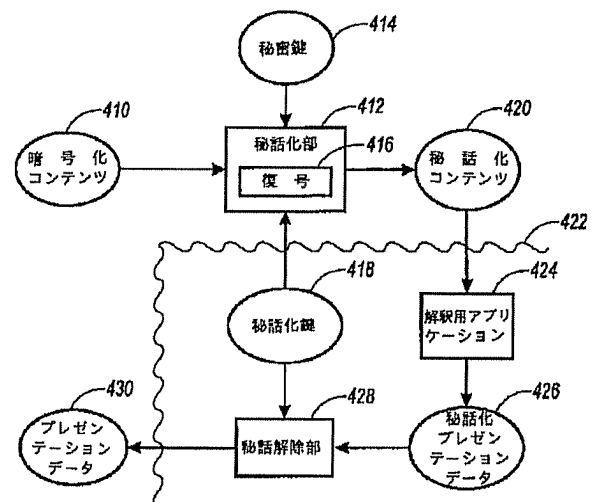 秘密鍵
414
410
412
420
暗号化
コンテンツ
秘話化部
416
復号
秘話化
コンテンツ
422
418
424
秘話化鍵
解釈用アプリ
ケーション
430
428
426
プレゼン
テーション
データ
秘話解除部
秘話化
プレゼン
テーション
データ